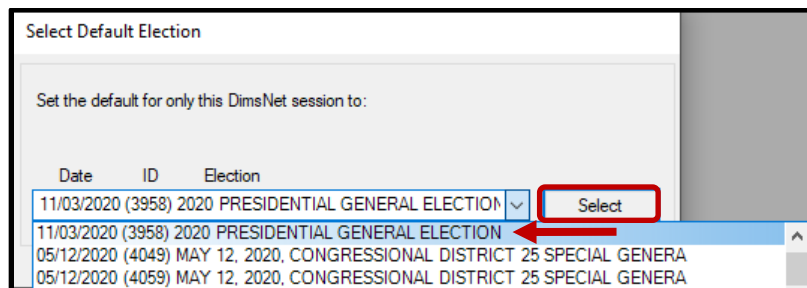 Select Default Election
Set the default for only this DimsNet session to:
Date ID Election
11/03/2020 (3958) 2020 PRESIDENTIAL GENERAL ELECTION Select
11/03/2020 (3958) 2020 PRESIDENTIAL GENERAL ELECTION
05/12/2020 (4049) MAY 12, 2020, CONGRESSIONAL DISTRICT 25 SPECIAL GENERA
05/12/2020 (4059) MAY 12, 2020, CONGRESSIONAL DISTRICT 25 SPECIAL GENERA